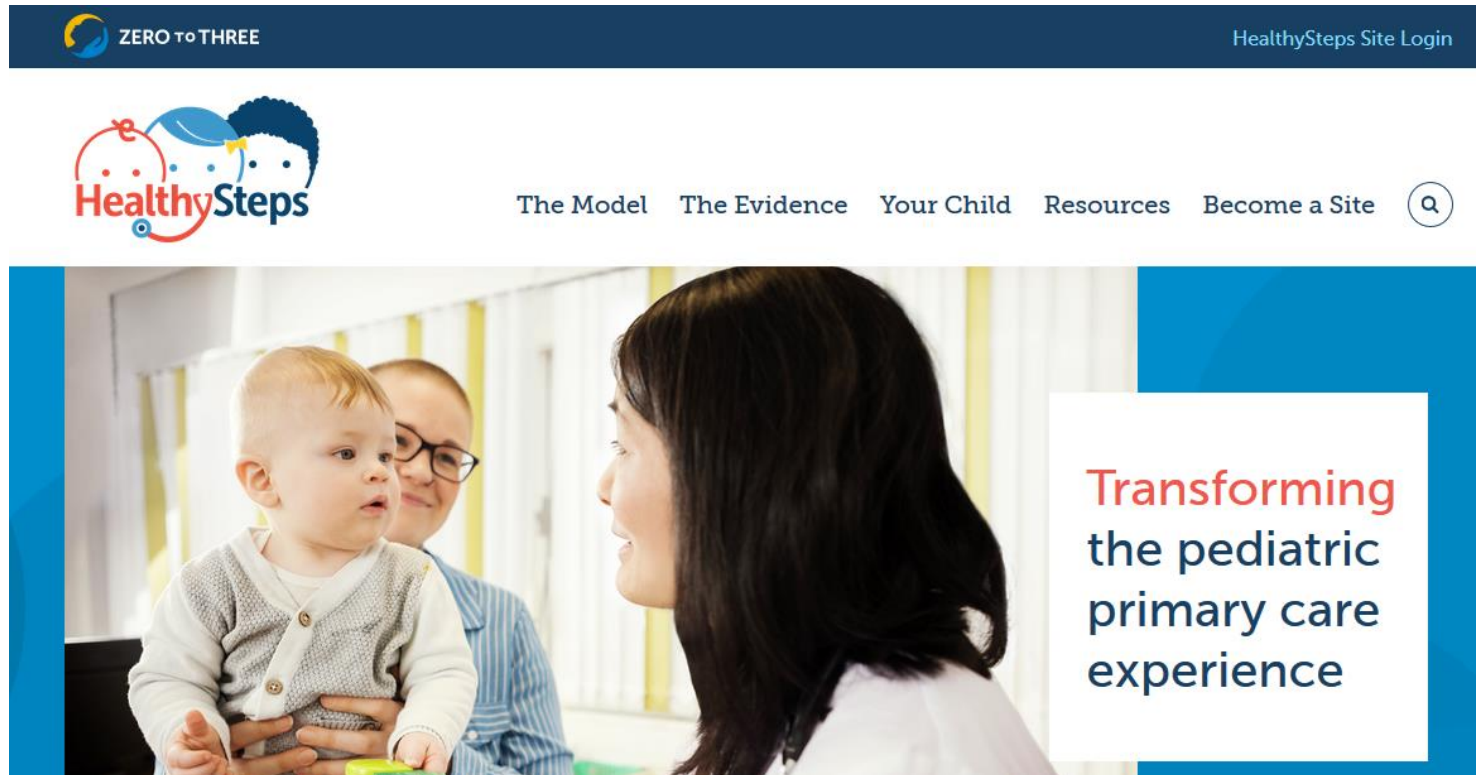 ZERO TO THREE
HealthySteps Site Login
HealthySteps
The Model The Evidence Your Child Resources Become a Site
Transforming
the pediatric
primary care
experience